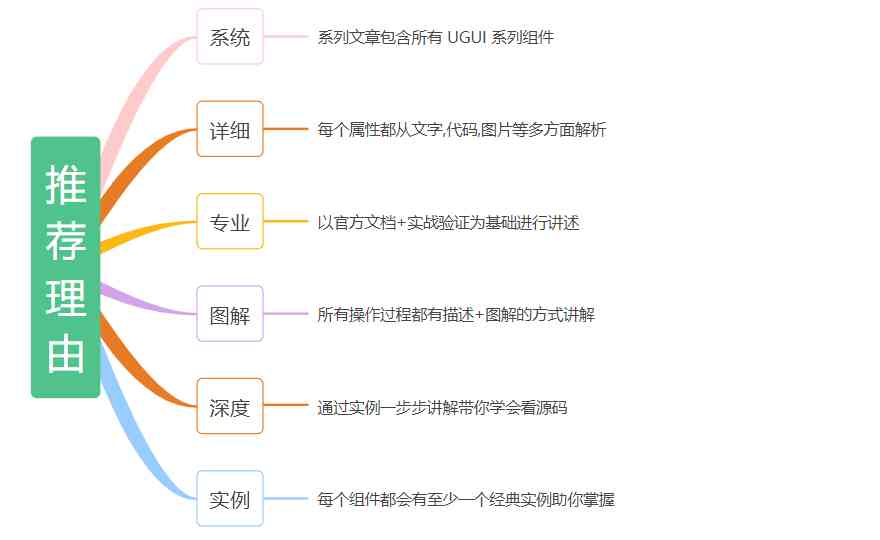 推荐理由
系统
系列文章包含所有 UGUI 系列组件
详细
每个属性都从文字,代码,图片等多方面解析
专业
以官方文档+实战验证为基础进行讲述
图解
所有操作过程都有描述+图解的方式讲解
深度
通过实例一步步讲解带你学会看源码
实例
每个组件都会有至少一个经典实例助你掌握